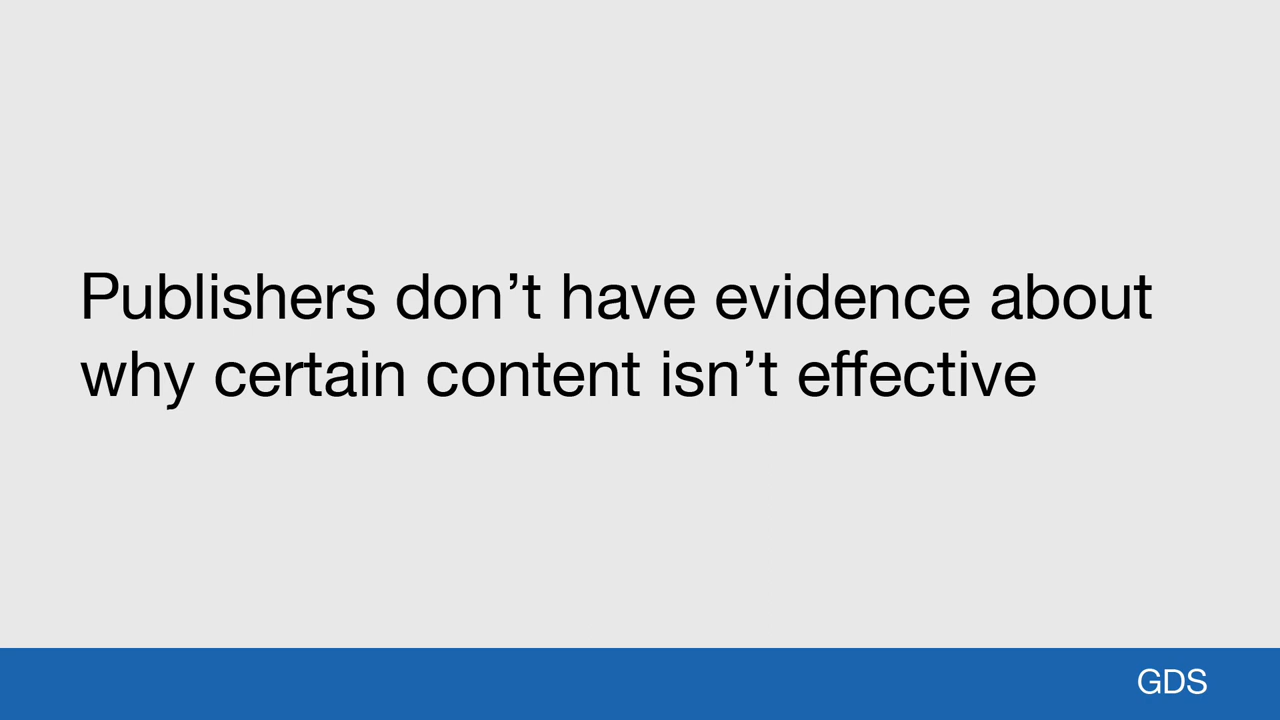 Publishers don’t have evidence about
why certain content isn’t effective
GDS